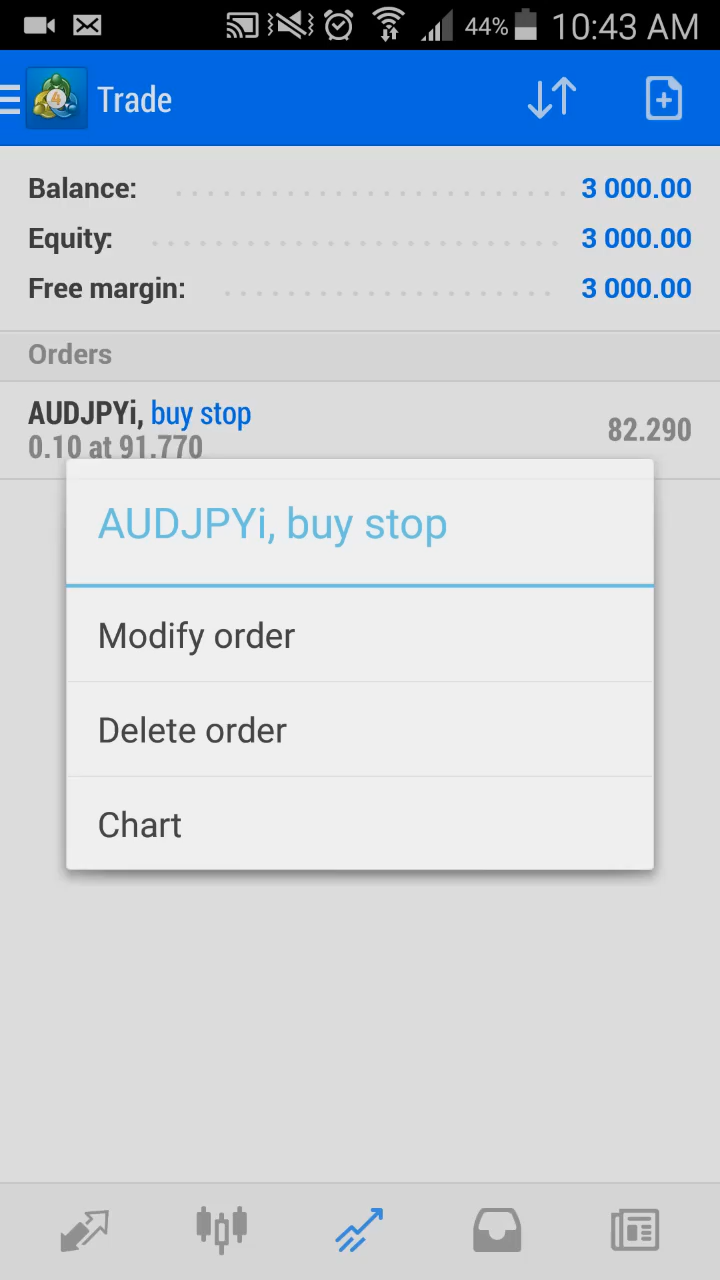 44% 10:43 AM
4 Trade
Balance: 3 000.00
Equity: 3 000.00
Free margin: 3 000.00
Orders
AUDJPYi, buy stop
82.290
0.10 at 91.770
AUDJPYi, buy stop
Modify order
Delete order
Chart